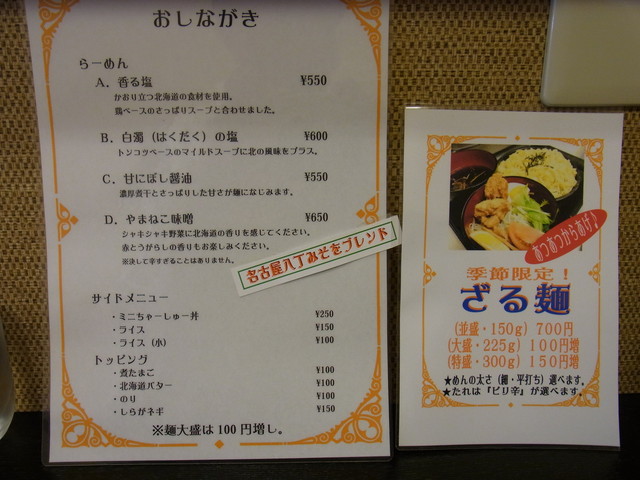 おしながき
らーめん
A. 香る塩 ¥550
かおり立つ北海道の食材を使用。
鶏ベースのさっぱりスープと合わせました。
B. 白濁(はくだく)の塩 ¥600
トンコツベースのマイルドスープに北の風味をプラス。
C. 甘にぼし醤油 ¥550
濃厚煮干とさっぱりした甘さが麺になじみます。
D. やまねこ味噌 ¥650
シャキシャキ野菜に北海道の香りを感じてください。
赤とうがらしの香りもお楽しみください。
※決して辛すぎることはありません。
名古屋八丁みそをブレンド
サイドメニュー
・ミニちゃーしゅー丼 ¥250
・ライス ¥150
・ライス(小) ¥100
トッピング
・煮たまご ¥100
・北海道バター ¥100
・のり ¥100
・しらがネギ ¥150
※麺大盛は100円増し。
あつあつからあげ♪
季節限定!
ざる麺
(並盛・150g) 700円
(大盛・225g) 100円増
(特盛・300g) 150円増
★めんの太さ(細・平打ち)選べます。
★たれは「ピリ辛」が選べます。